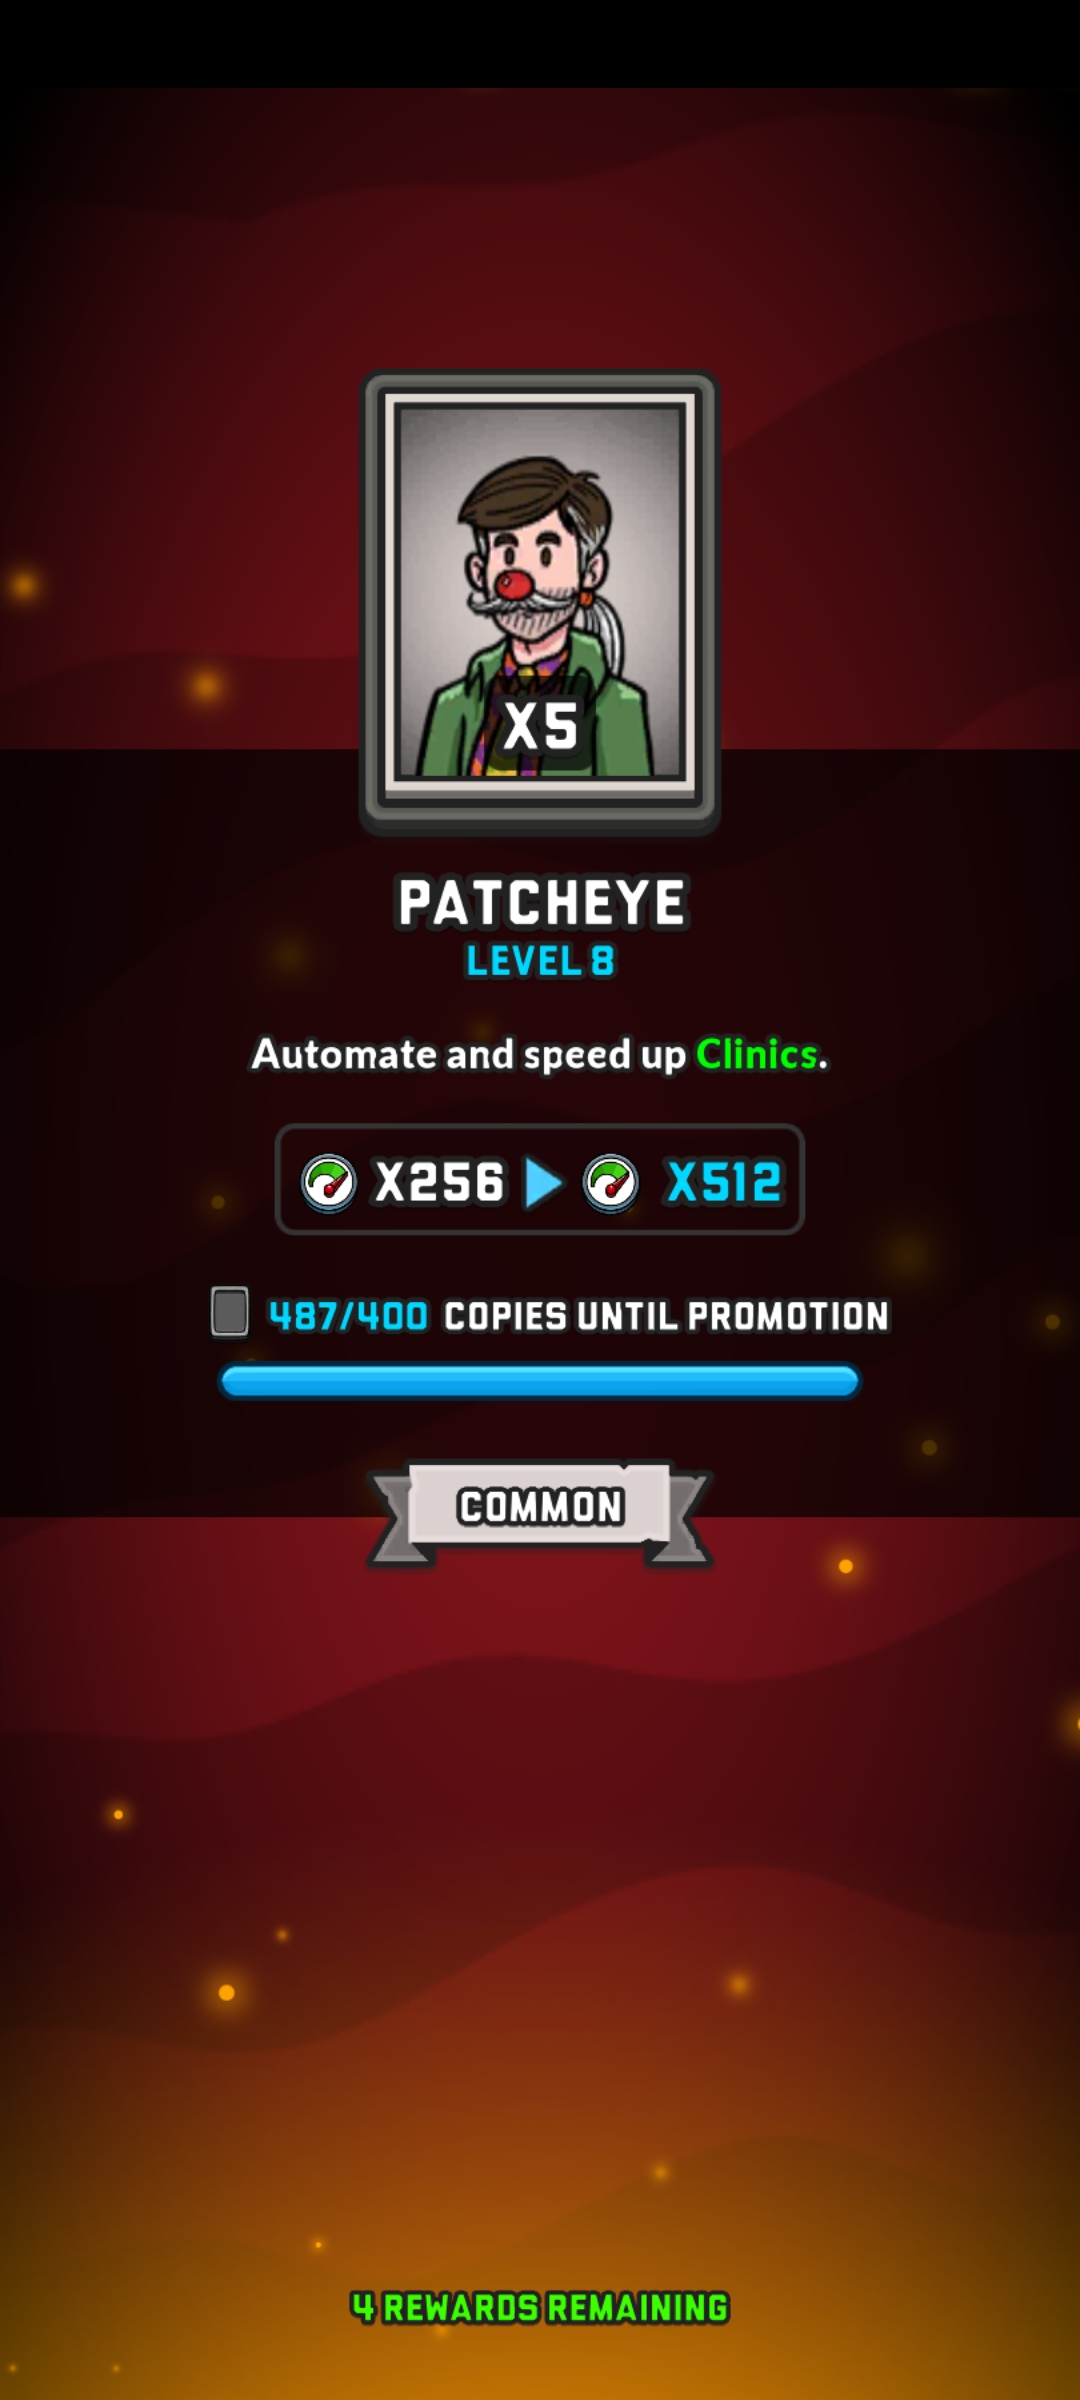 X5
PATCHEYE
LEVEL 8
Automate and speed up Clinics.
X256 X512
487/400 COPIES UNTIL PROMOTION
COMMON
4 REWARDS REMAINING